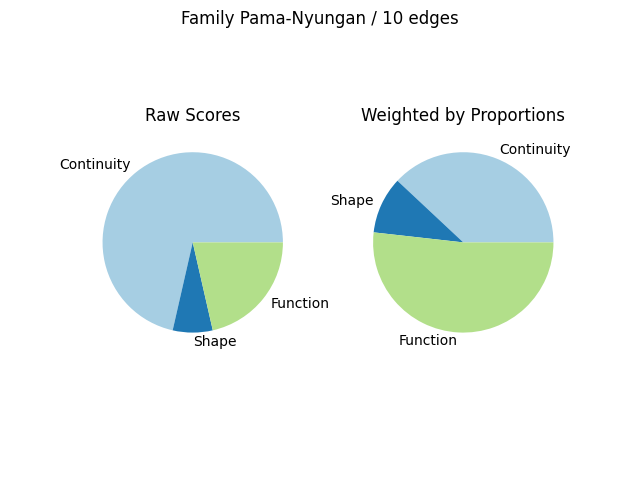 Family Pama-Nyungan / 10 edges
Raw Scores
Continuity
Shape
Function
Weighted by Proportions
Continuity
Shape
Function